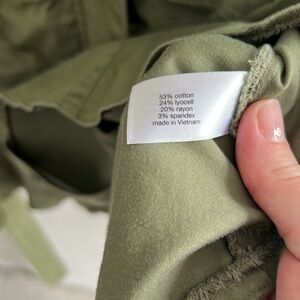 53% cotton
24% lyocell
20% rayon
3% spandex
made in Vietnam